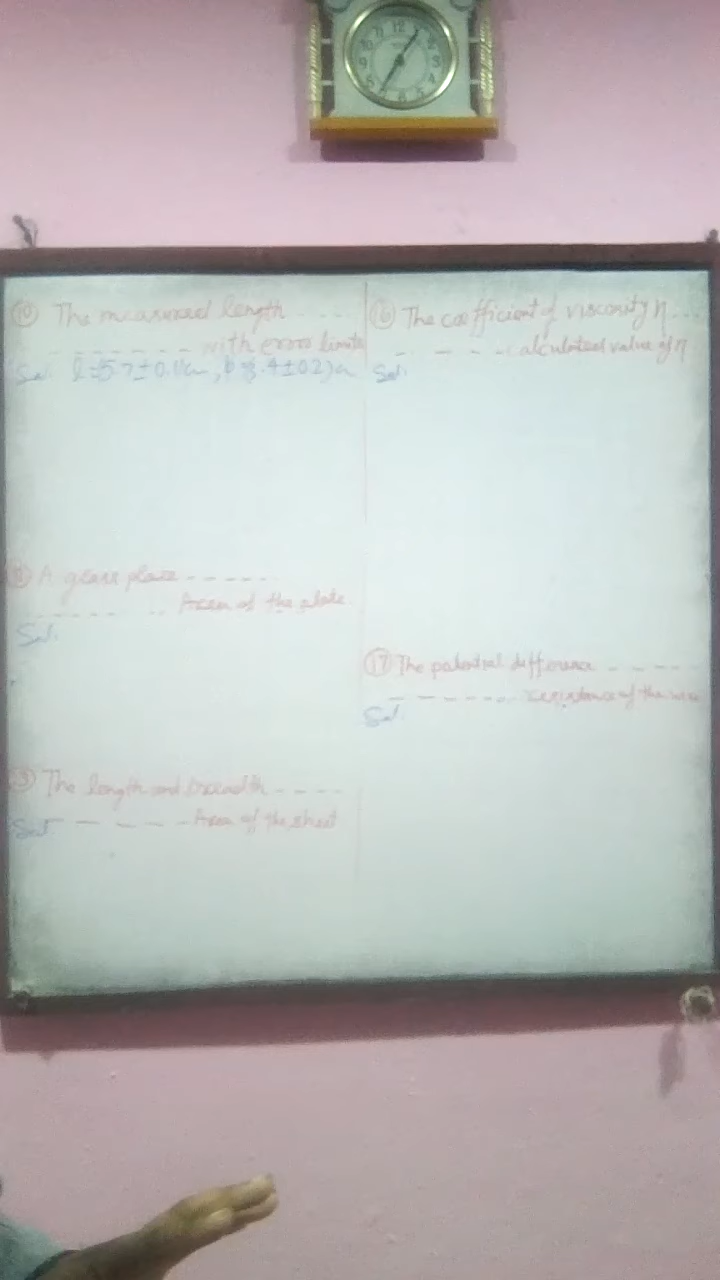 The measured length ....
- - - - - - with error limits
Sol. l = 5.7 ± 0.1)cm, b = 3.4 ± 0.2) cm
A glass plate - - - - -
- - - - - - Area of the plate
Sol.
The length and breadth - - - -
Sol - - - - - Area of the sheet
(16) The coefficient of viscosity η ....
- - - - calculated value of η
Sol.
(17) The potential difference - - - - -
- - - - - - resistance of the wire
Sol.